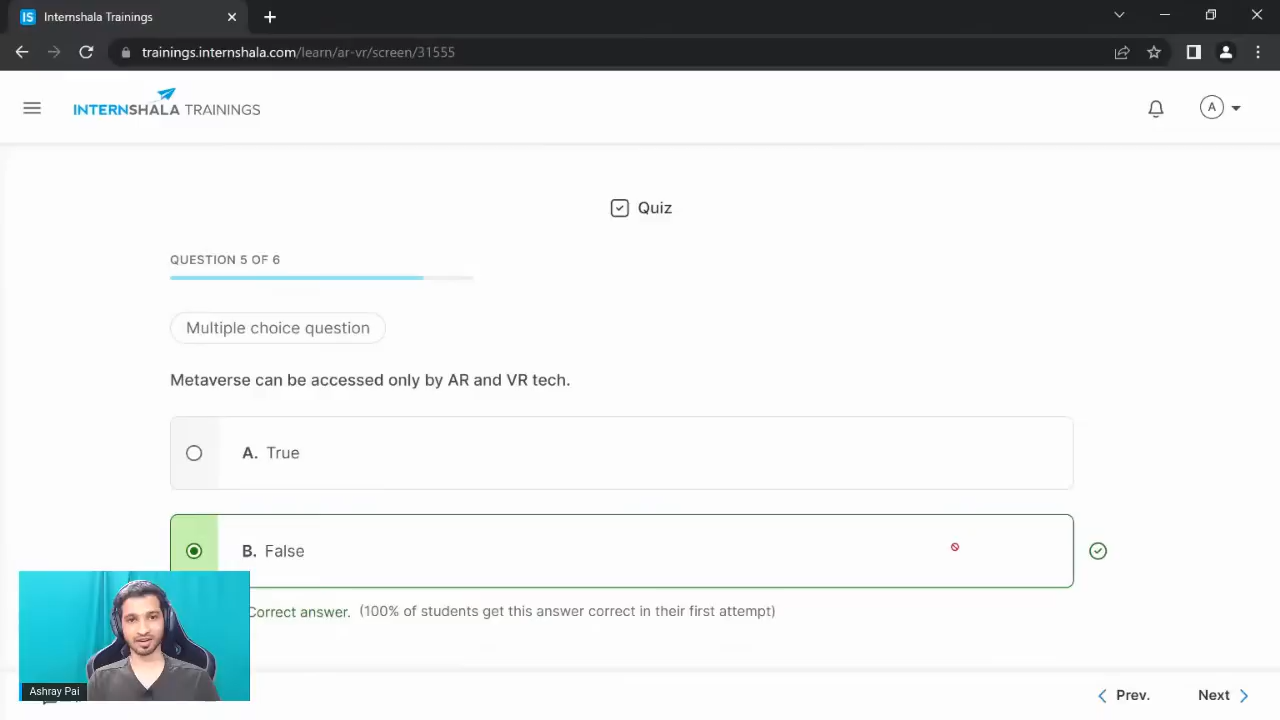 Internshala Trainings
trainings.internshala.com/learn/ar-vr/screen/31555
INTERNSHALA TRAININGS
A
Quiz
QUESTION 5 OF 6
Multiple choice question
Metaverse can be accessed only by AR and VR tech.
A. True
B. False
Correct answer. (100% of students get this answer correct in their first attempt)
Ashray Pai
Prev.
Next